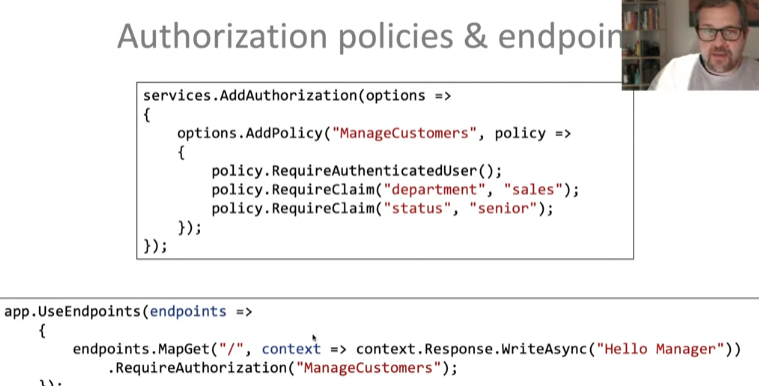 Authorization policies & endpoin
services.AddAuthorization(options =>
{
options.AddPolicy("ManageCustomers", policy =>
{
policy.RequireAuthenticatedUser();
policy.RequireClaim("department", "sales");
policy.RequireClaim("status", "senior");
});
});
app.UseEndpoints(endpoints =>
{
endpoints.MapGet("/", context => context.Response.WriteAsync("Hello Manager"))
.RequireAuthorization("ManageCustomers");
});